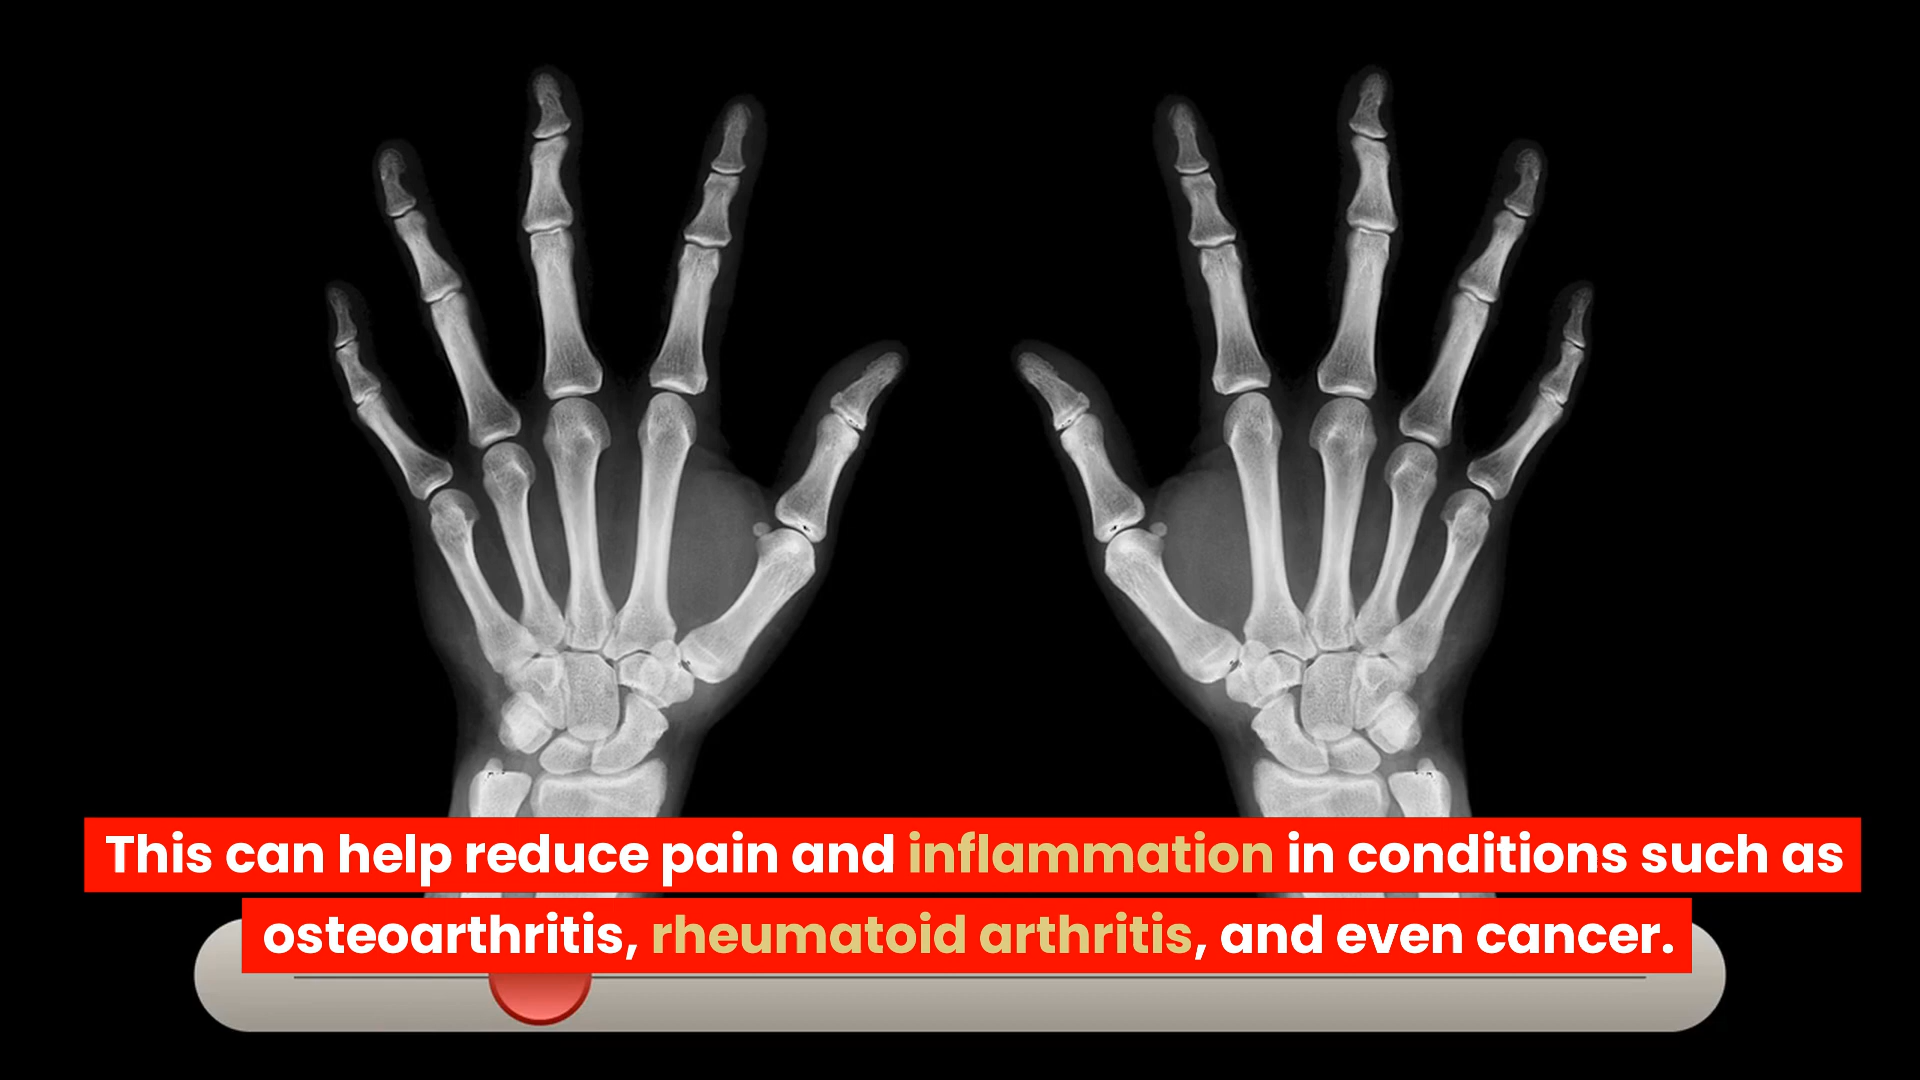 This can help reduce pain and inflammation in conditions such as
osteoarthritis, rheumatoid arthritis, and even cancer.